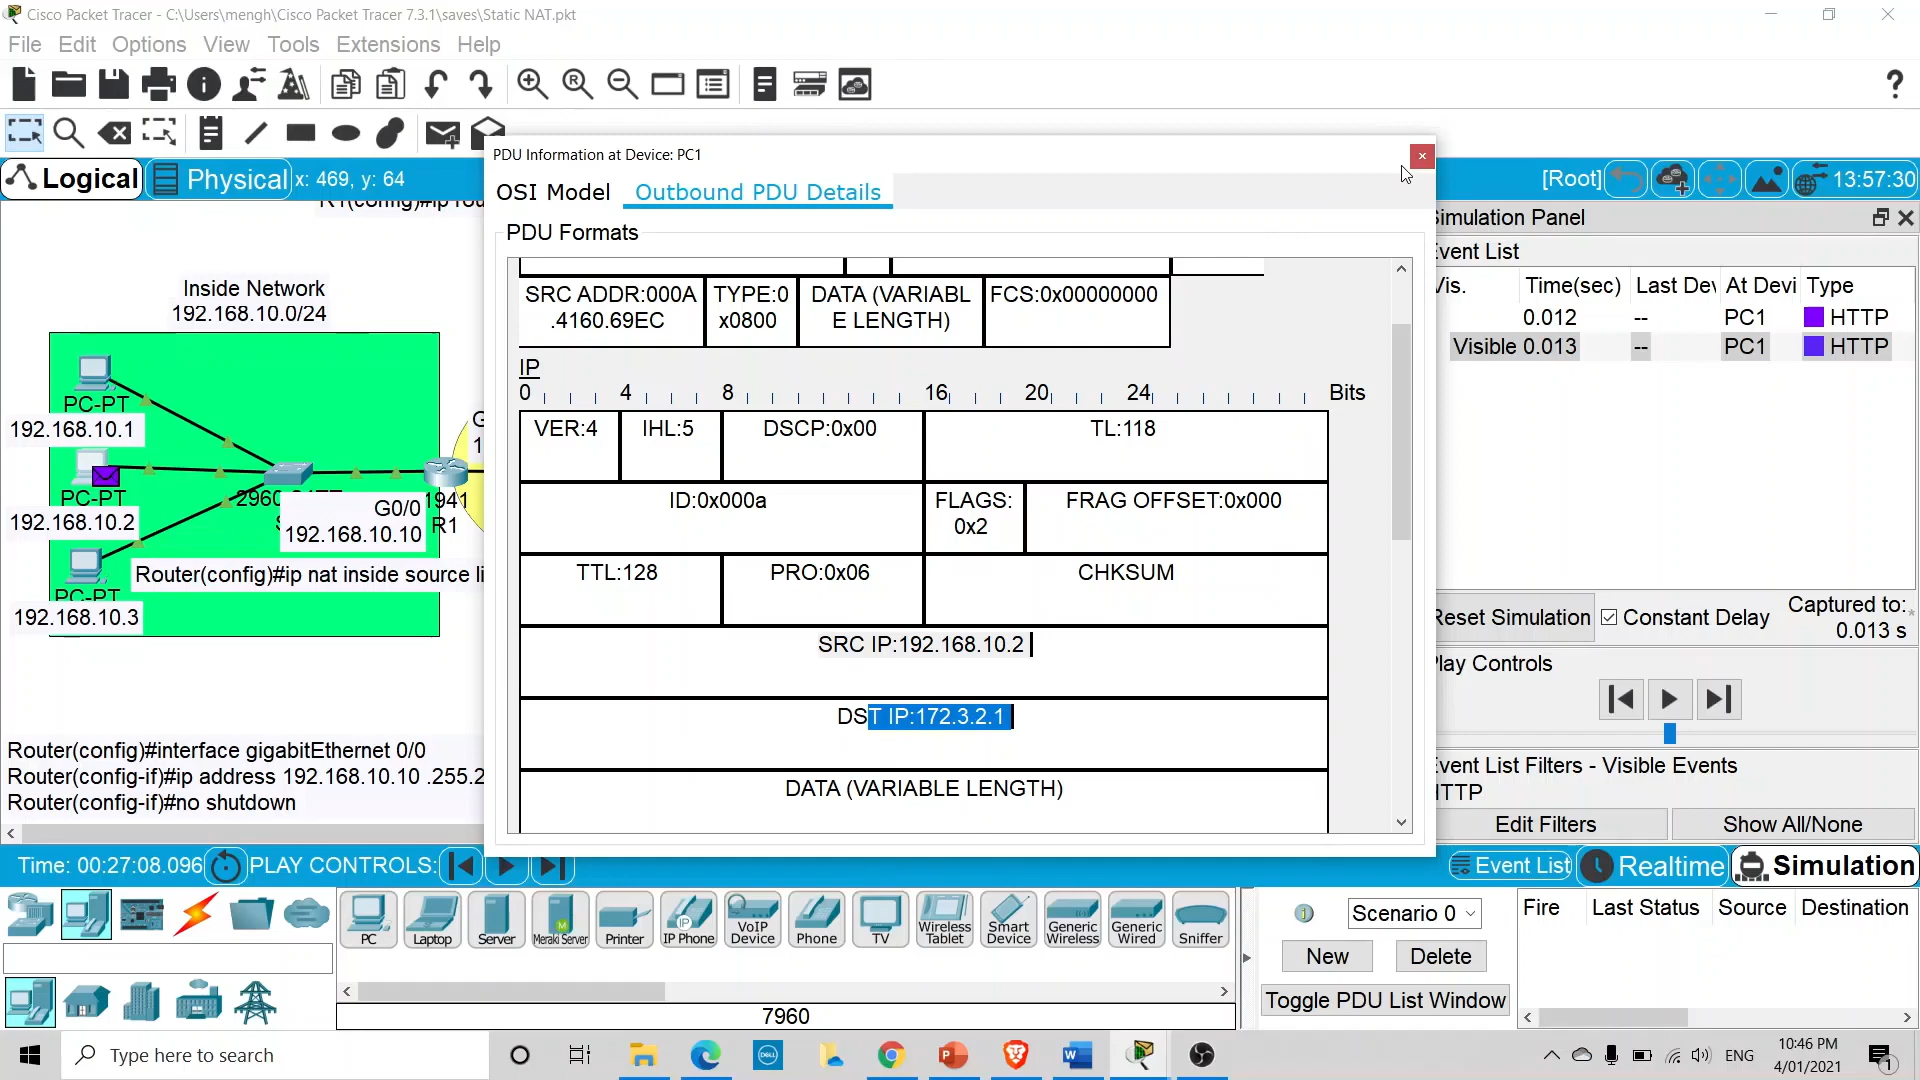 Cisco Packet Tracer - C:\Users\mengh\Cisco Packet Tracer 7.3.1\saves\Static NAT.pkt
File Edit Options View Tools Extensions Help
Logical Physical x: 469, y: 64
[Root] 13:57:30
PDU Information at Device: PC1
OSI Model Outbound PDU Details
PDU Formats
SRC ADDR:000A
.4160.69EC
TYPE:0
x0800
DATA (VARIABL
E LENGTH)
FCS:0x00000000
IP
0 4 8 16 20 24 Bits
VER:4 IHL:5 DSCP:0x00 TL:118
ID:0x000a
FLAGS:
0x2
FRAG OFFSET:0x000
TTL:128 PRO:0x06 CHKSUM
SRC IP:192.168.10.2
DST IP:172.3.2.1
DATA (VARIABLE LENGTH)
Inside Network
192.168.10.0/24
PC-PT
192.168.10.1
PC-PT
192.168.10.2
PC-PT
192.168.10.3
G0/0
192.168.10.10
1941
R1
Router(config)#ip nat inside source li
Router(config)#interface gigabitEthernet 0/0
Router(config-if)#ip address 192.168.10.10 .255.2
Router(config-if)#no shutdown
Simulation Panel
Event List
Vis. Time(sec) Last Dev At Devi Type
0.012 -- PC1 HTTP
Visible 0.013 -- PC1 HTTP
Reset Simulation Constant Delay
Captured to:
0.013 s
Play Controls
Event List Filters - Visible Events
HTTP
Edit Filters Show All/None
Time: 00:27:08.096 PLAY CONTROLS:
Event List Realtime Simulation
PC
Laptop
Server
Meraki Server
Printer
IP Phone
VoIP
Device
Phone
TV
Wireless
Tablet
Smart
Device
Generic
Wireless
Generic
Wired
Sniffer
7960
Scenario 0
New Delete
Toggle PDU List Window
Fire Last Status Source Destination
Type here to search
DELL
ENG
10:46 PM
4/01/2021
1